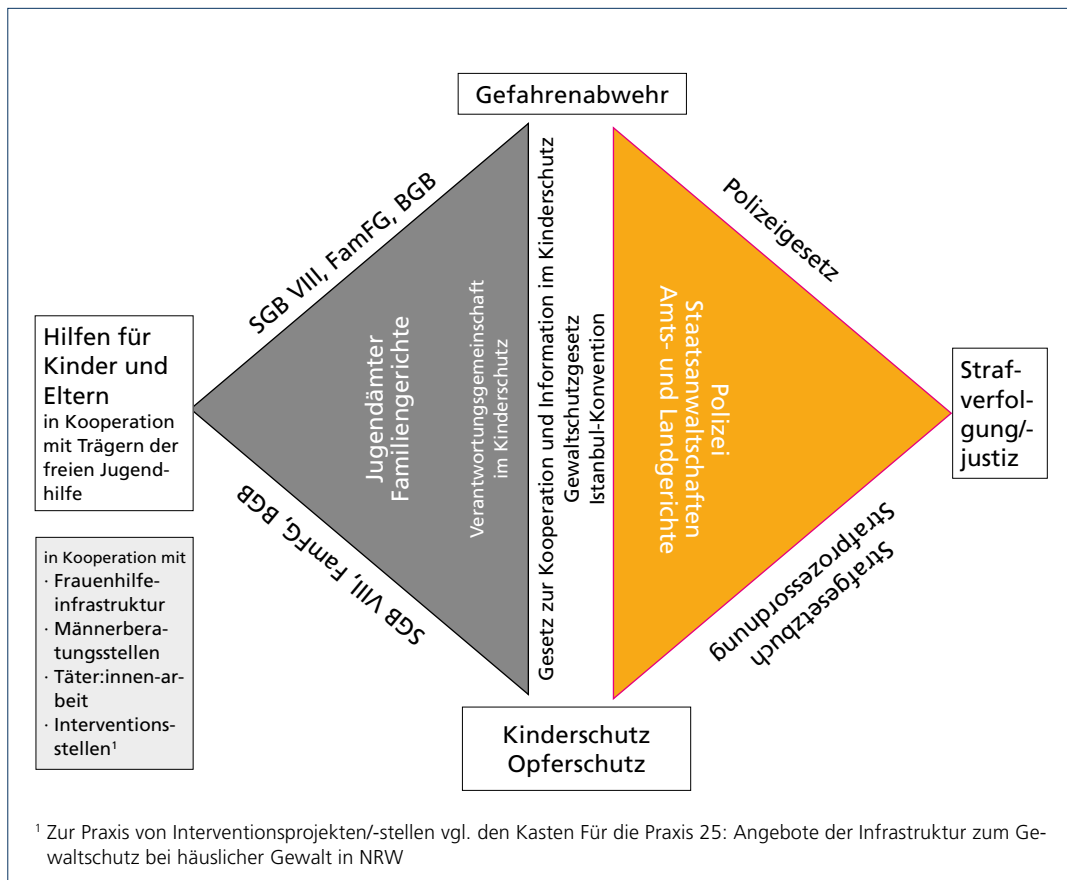 Gefahrenabwehr
SGB VIII, FamFG, BGB
Polizeigesetz
Hilfen für
Kinder und
Eltern
in Kooperation
mit Trägern der
freien Jugend-
hilfe
Jugendämter
Familiengerichte
Verantwortungsgemeinschaft
im Kinderschutz
Gesetz zur Kooperation und Information im Kinderschutz
Gewaltschutzgesetz
Istanbul-Konvention
Polizei
Staatsanwaltschaften
Amts- und Landgerichte
Straf-
verfol-
gung/-
justiz
SGB VIII, FamFG, BGB
Strafgesetzbuch
Strafprozessordnung
in Kooperation mit
· Frauenhilfe-
infrastruktur
· Männerbera-
tungsstellen
· Täter:innen-ar-
beit
· Interventions-
stellen¹
Kinderschutz
Opferschutz
¹ Zur Praxis von Interventionsprojekten/-stellen vgl. den Kasten Für die Praxis 25: Angebote der Infrastruktur zum Ge-
waltschutz bei häuslicher Gewalt in NRW